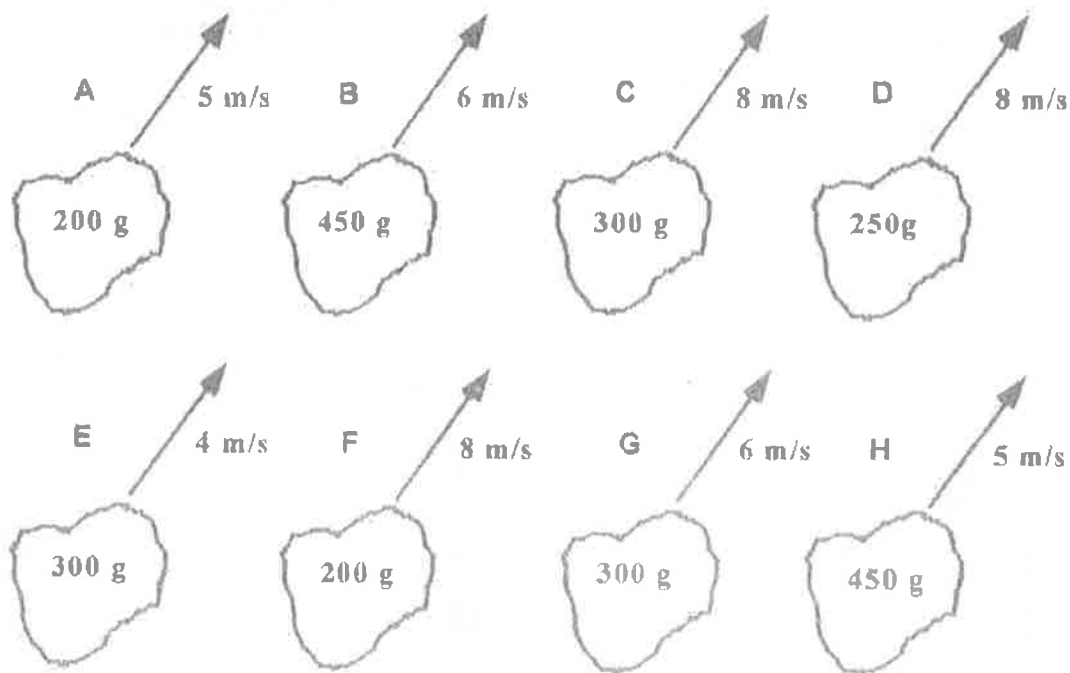 A B C D
5 m/s 6 m/s 8 m/s 8 m/s
200 g 450 g 300 g 250g
E F G H
4 m/s 8 m/s 6 m/s 5 m/s
300 g 200 g 300 g 450 g